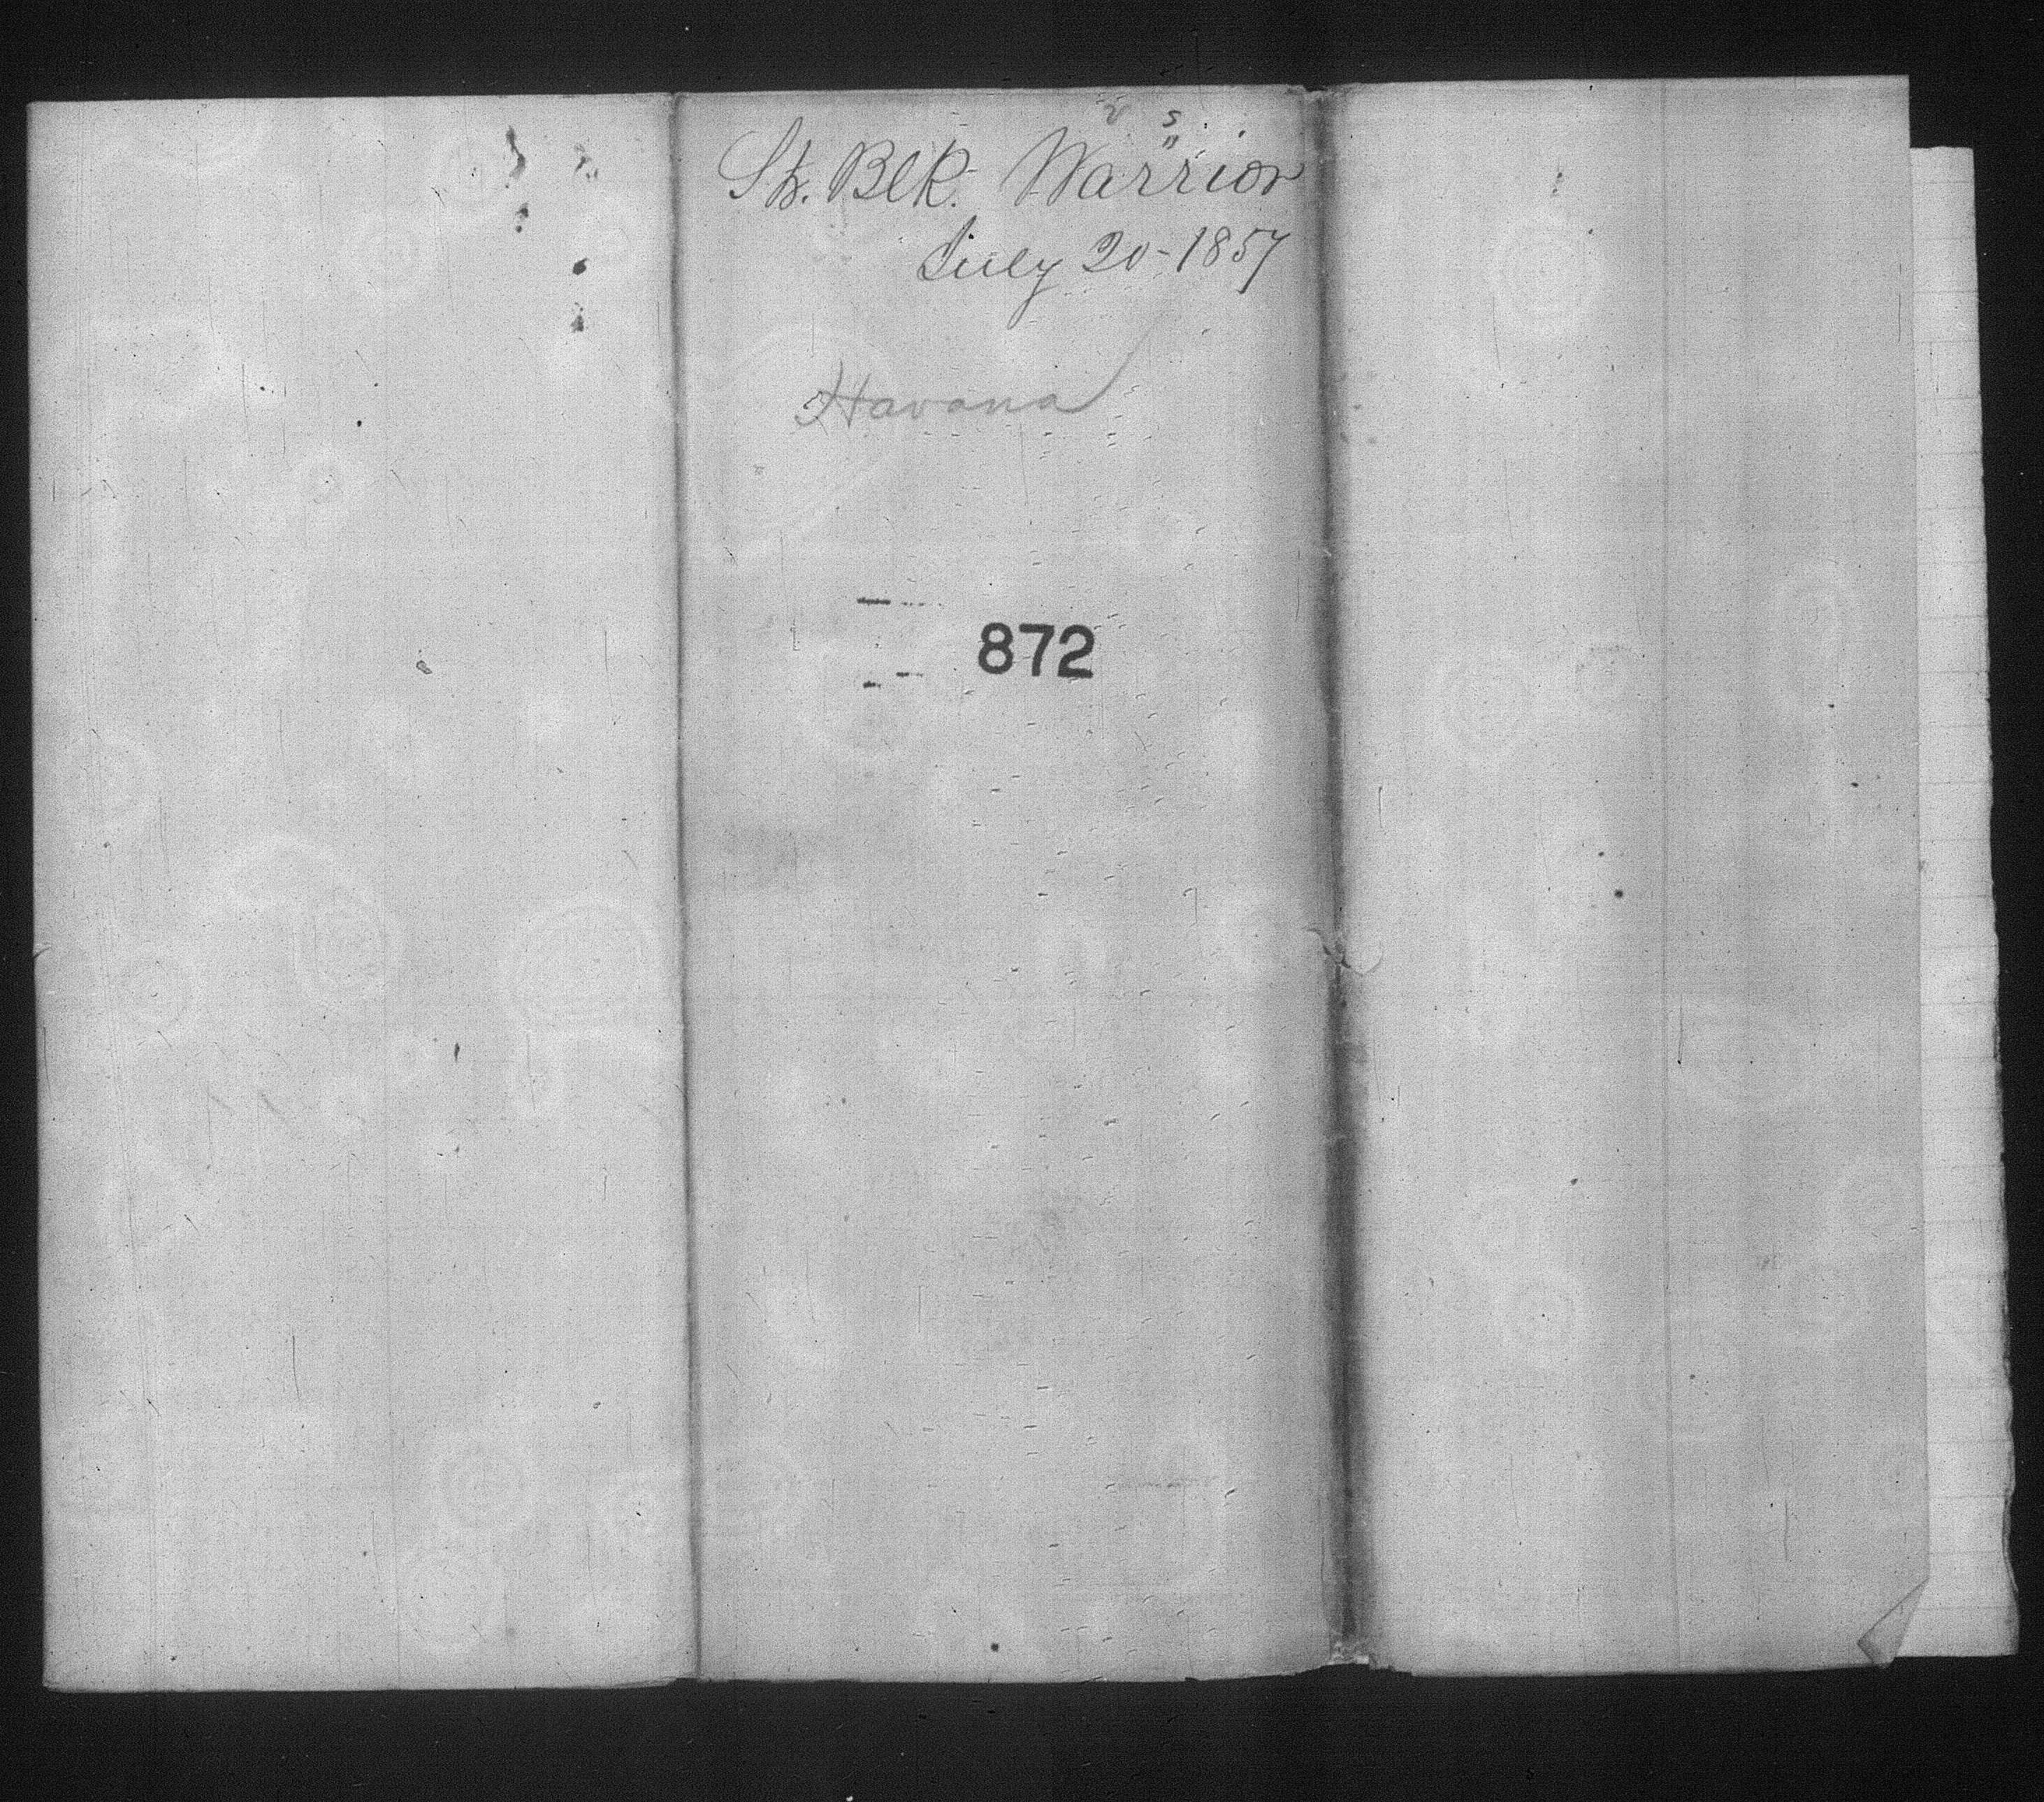 St. Blk. Warrior
July 20-1857
Havana
872